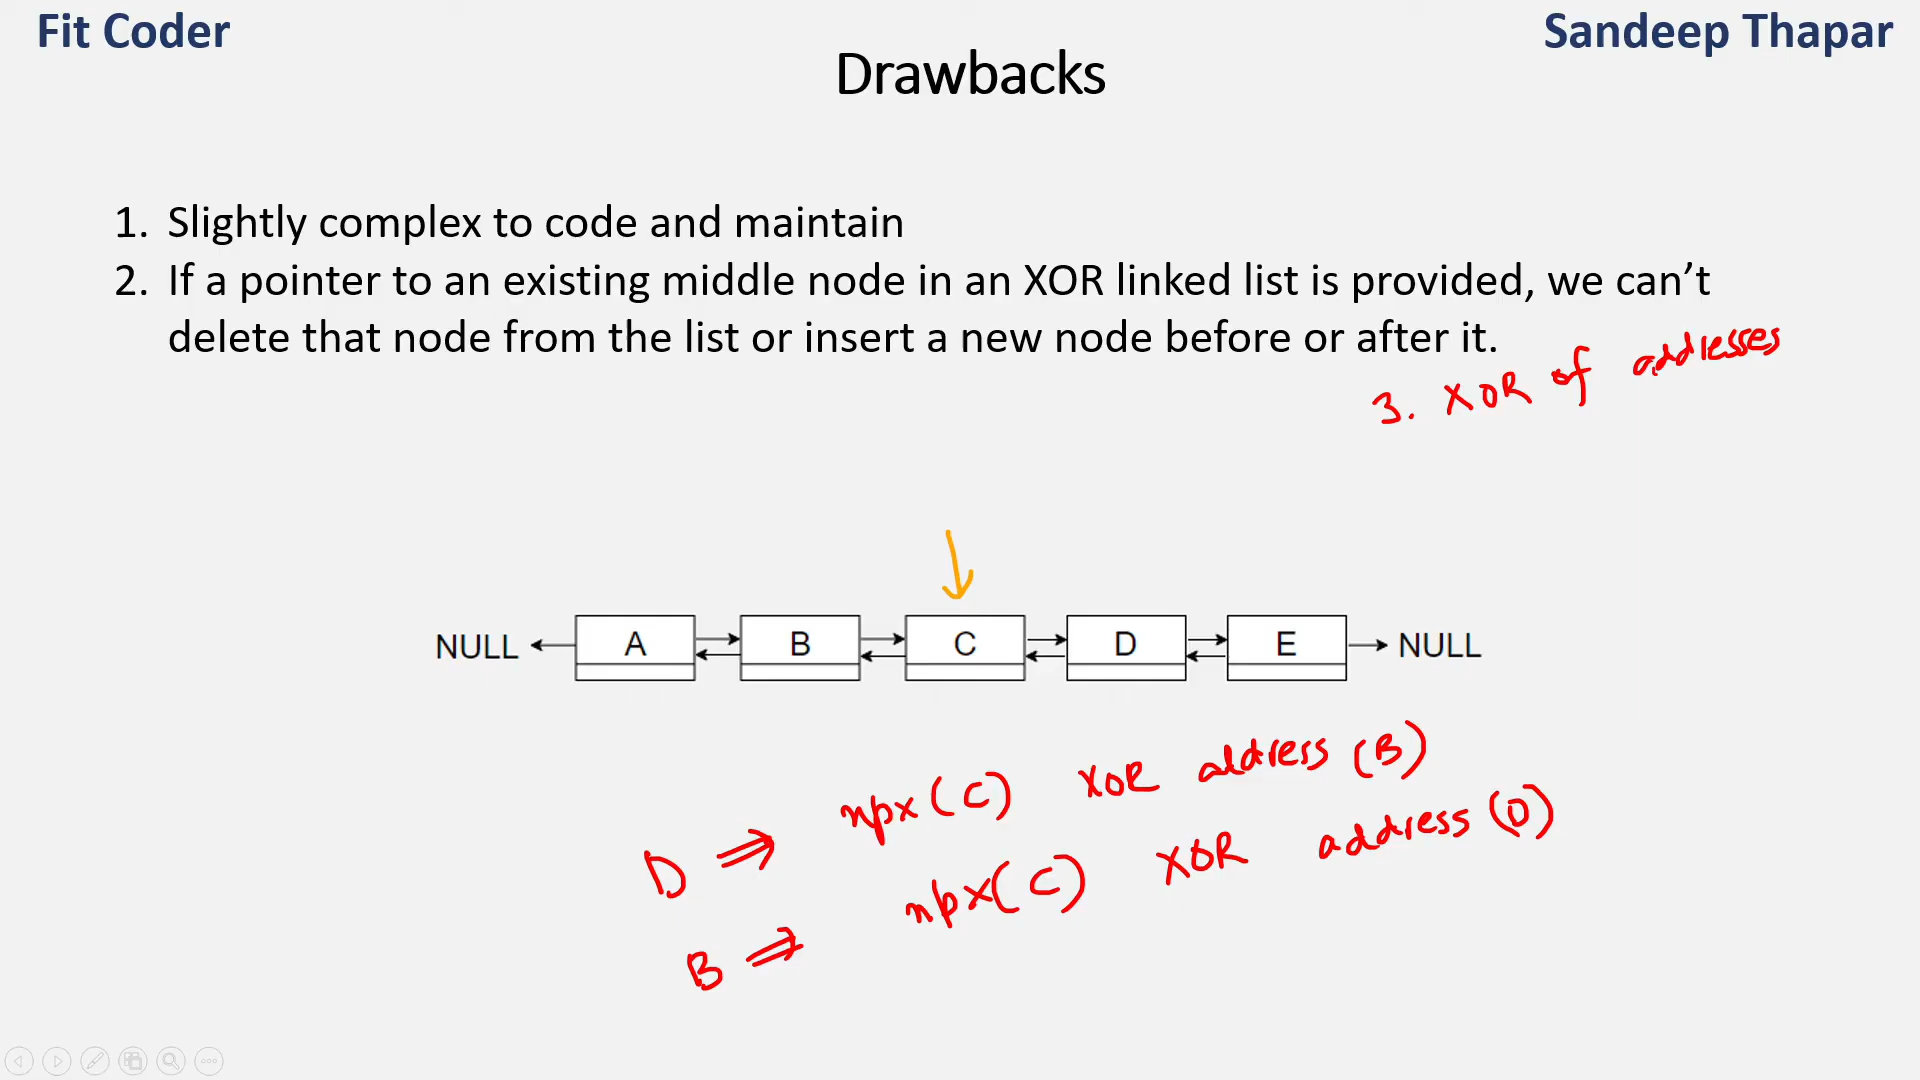 Fit Coder
Sandeep Thapar
Drawbacks
1. Slightly complex to code and maintain
2. If a pointer to an existing middle node in an XOR linked list is provided, we can’t
delete that node from the list or insert a new node before or after it.
3. XOR of addresses
NULL A B C D E NULL
D ⇒ npx(C) XOR address (B)
B ⇒ npx(C) XOR address (D)